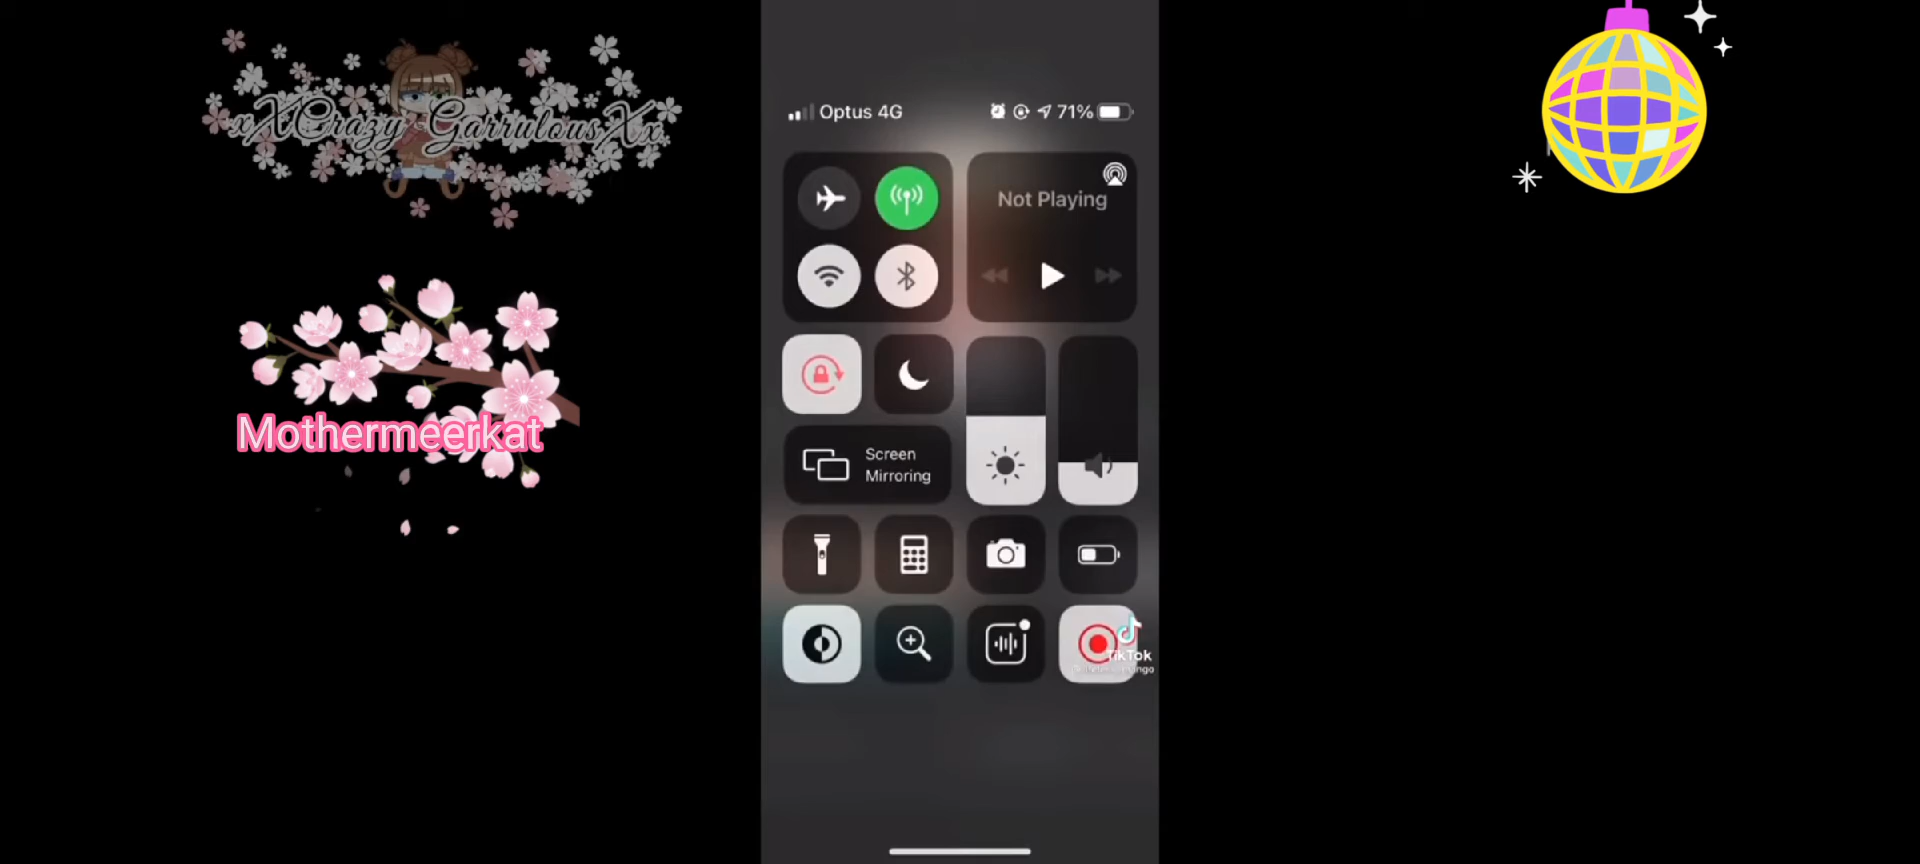 xXCrazy GarrulousXx
Mothermeerkat
Optus 4G
71%
Not Playing
Screen
Mirroring
TikTok